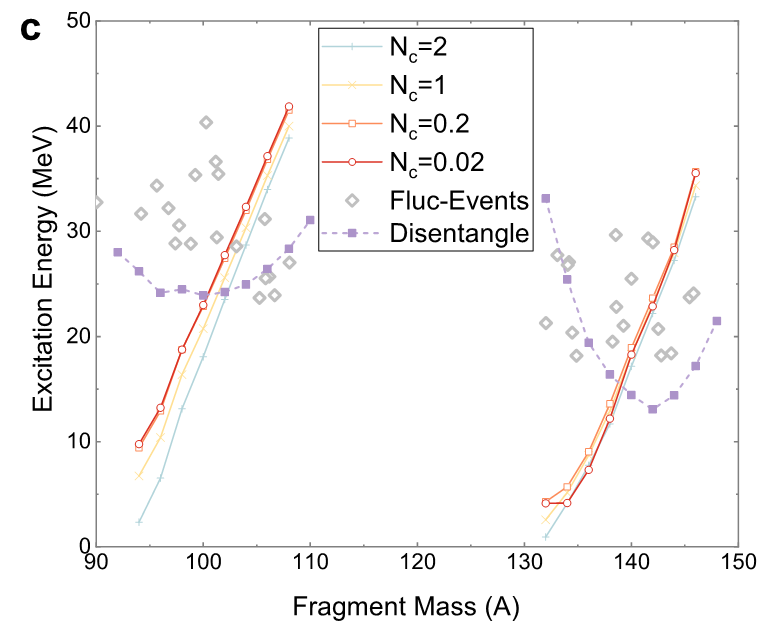 c
50
40
30
20
10
0
90
100
110
120
130
140
150
Excitation Energy (MeV)
Fragment Mass (A)
N_c=2
N_c=1
N_c=0.2
N_c=0.02
Fluc-Events
Disentangle